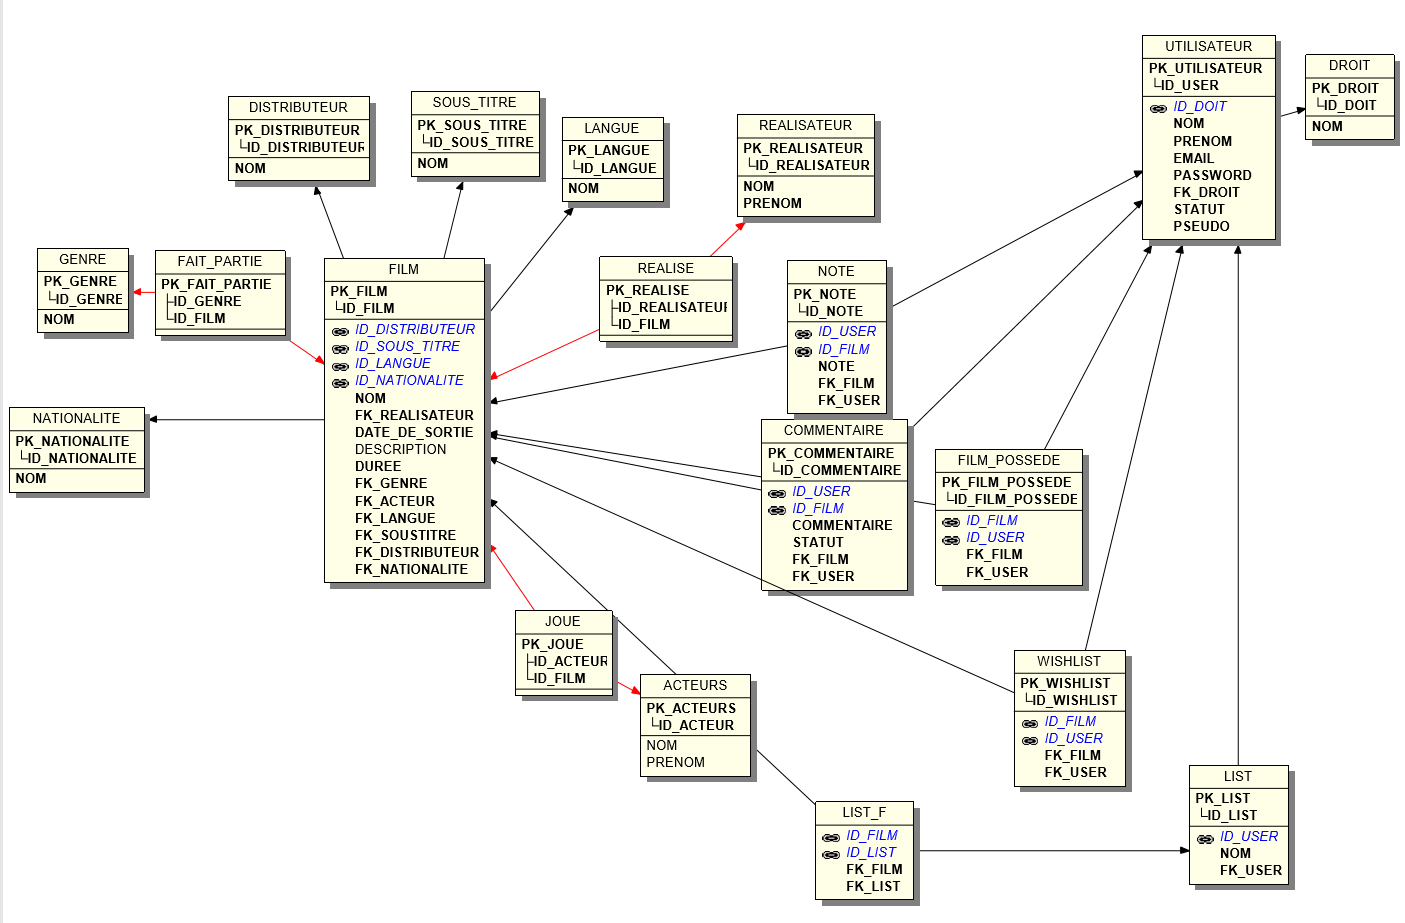 UTILISATEUR
PK_UTILISATEUR
ID_USER
ID_DOIT
NOM
PRENOM
EMAIL
PASSWORD
FK_DROIT
STATUT
PSEUDO
DROIT
PK_DROIT
ID_DOIT
NOM
DISTRIBUTEUR
PK_DISTRIBUTEUR
ID_DISTRIBUTEUR
NOM
SOUS_TITRE
PK_SOUS_TITRE
ID_SOUS_TITRE
NOM
LANGUE
PK_LANGUE
ID_LANGUE
NOM
REALISATEUR
PK_REALISATEUR
ID_REALISATEUR
NOM
PRENOM
GENRE
PK_GENRE
ID_GENRE
NOM
FAIT_PARTIE
PK_FAIT_PARTIE
ID_GENRE
ID_FILM
FILM
PK_FILM
ID_FILM
ID_DISTRIBUTEUR
ID_SOUS_TITRE
ID_LANGUE
ID_NATIONALITE
NOM
FK_REALISATEUR
DATE_DE_SORTIE
DESCRIPTION
DUREE
FK_GENRE
FK_ACTEUR
FK_LANGUE
FK_SOUSTITRE
FK_DISTRIBUTEUR
FK_NATIONALITE
REALISE
PK_REALISE
ID_REALISATEUR
ID_FILM
NOTE
PK_NOTE
ID_NOTE
ID_USER
ID_FILM
NOTE
FK_FILM
FK_USER
NATIONALITE
PK_NATIONALITE
ID_NATIONALITE
NOM
COMMENTAIRE
PK_COMMENTAIRE
ID_COMMENTAIRE
ID_USER
ID_FILM
COMMENTAIRE
STATUT
FK_FILM
FK_USER
FILM_POSSEDE
PK_FILM_POSSEDE
ID_FILM_POSSEDE
ID_FILM
ID_USER
FK_FILM
FK_USER
JOUE
PK_JOUE
ID_ACTEUR
ID_FILM
ACTEURS
PK_ACTEURS
ID_ACTEUR
NOM
PRENOM
WISHLIST
PK_WISHLIST
ID_WISHLIST
ID_FILM
ID_USER
FK_FILM
FK_USER
LIST_F
ID_FILM
ID_LIST
FK_FILM
FK_LIST
LIST
PK_LIST
ID_LIST
ID_USER
NOM
FK_USER